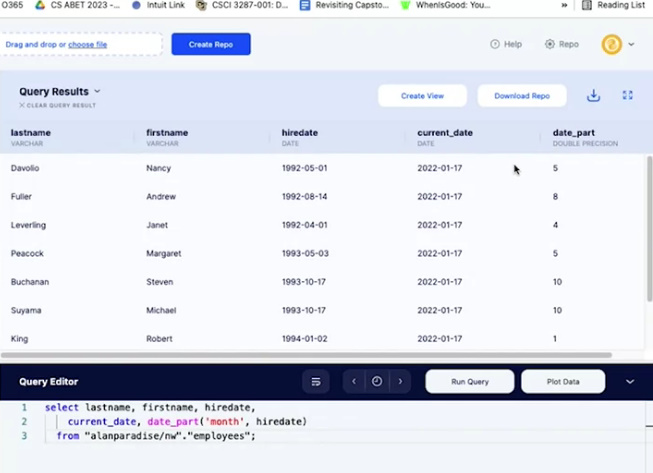 O365 CS ABET 2023 -... Intuit Link CSCI 3287-001: D... Revisiting Capsto... WhenIsGood: You... » Reading List
Drag and drop or choose file Create Repo Help Repo
Query Results Create View Download Repo
× CLEAR QUERY RESULT
lastname firstname hiredate current_date date_part
VARCHAR VARCHAR DATE DATE DOUBLE PRECISION
Davolio Nancy 1992-05-01 2022-01-17 5
Fuller Andrew 1992-08-14 2022-01-17 8
Leverling Janet 1992-04-01 2022-01-17 4
Peacock Margaret 1993-05-03 2022-01-17 5
Buchanan Steven 1993-10-17 2022-01-17 10
Suyama Michael 1993-10-17 2022-01-17 10
King Robert 1994-01-02 2022-01-17 1
Query Editor Run Query Plot Data
1 select lastname, firstname, hiredate,
2 current_date, date_part('month', hiredate)
3 from "alanparadise/nw"."employees";